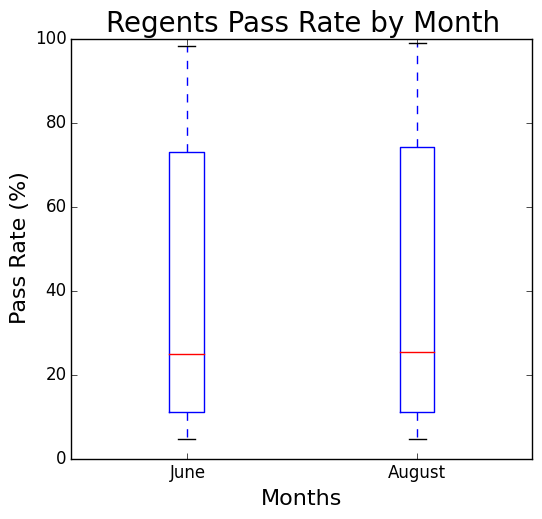 Regents Pass Rate by Month
100
80
60
40
20
0
Pass Rate (%)
June
August
Months